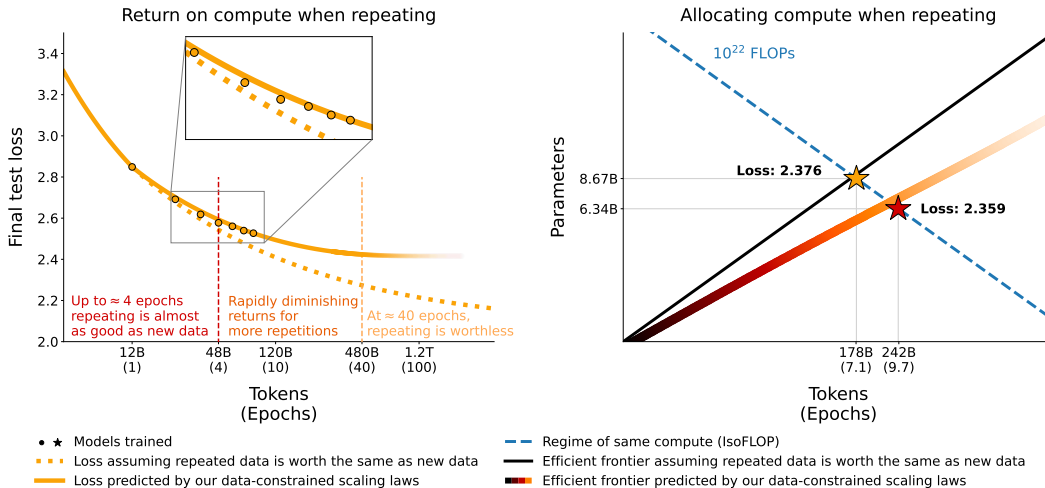 Return on compute when repeating
Final test loss
3.4
3.2
3.0
2.8
2.6
2.4
2.2
2.0
Up to ≈ 4 epochs
repeating is almost
as good as new data
Rapidly diminishing
returns for
more repetitions
At ≈ 40 epochs,
repeating is worthless
12B 48B 120B 480B 1.2T
(1) (4) (10) (40) (100)
Tokens
(Epochs)
Allocating compute when repeating
Parameters
10²² FLOPs
Loss: 2.376
8.67B
6.34B
Loss: 2.359
178B 242B
(7.1) (9.7)
Tokens
(Epochs)
Models trained
Loss assuming repeated data is worth the same as new data
Loss predicted by our data-constrained scaling laws
Regime of same compute (IsoFLOP)
Efficient frontier assuming repeated data is worth the same as new data
Efficient frontier predicted by our data-constrained scaling laws